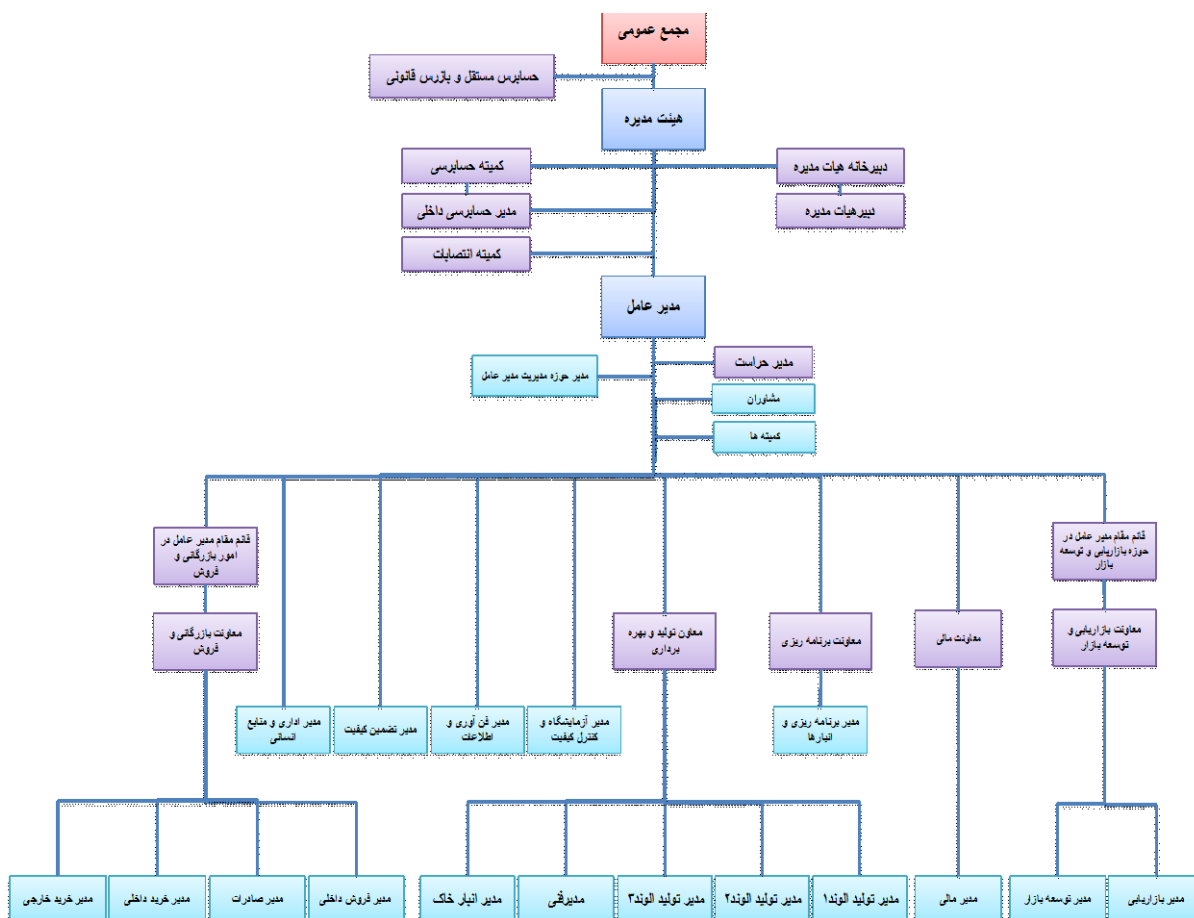 مجمع عمومی
حسابرس مستقل و بازرس قانونی
هیئت مدیره
دبیرخانه هیات مدیره
کمیته حسابرسی
دبیرهیات مدیره
مدیر حسابرسی داخلی
کمیته انتصابات
مدیر عامل
مدیر حراست
مدیر حوزه مدیریت مدیر عامل
مشاوران
کمیته ها
قائم مقام مدیر عامل در
حوزه بازاریابی و توسعه
بازار
قائم مقام مدیر عامل در
امور بازرگانی و
فروش
معاونت بازاریابی و
توسعه بازار
معاونت مالی
معاونت برنامه ریزی
معاون تولید و بهره
برداری
معاونت بازرگانی و
فروش
مدیر برنامه ریزی و
انبارها
مدیر آزمایشگاه و
کنترل کیفیت
مدیر فن آوری و
اطلاعات
مدیر تضمین کیفیت
مدیر اداری و منابع
انسانی
مدیر بازاریابی
مدیر توسعه بازار
مدیر مالی
مدیر تولید الوند۱
مدیر تولید الوند۲
مدیر تولید الوند۳
مدیرفنی
مدیر انبار خاک
مدیر فروش داخلی
مدیر صادرات
مدیر خرید داخلی
مدیر خرید خارجی